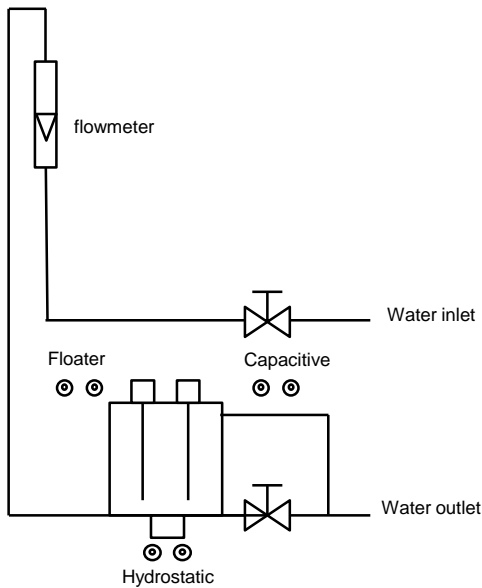 flowmeter
Water inlet
Floater
Capacitive
Water outlet
Hydrostatic